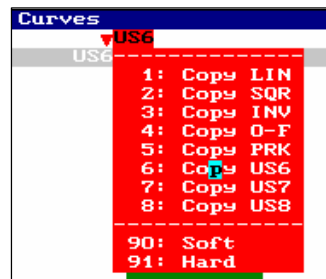 Curves
US6
US6
1: Copy LIN
2: Copy SQR
3: Copy INV
4: Copy O-F
5: Copy PRK
6: Copy US6
7: Copy US7
8: Copy US8
90: Soft
91: Hard